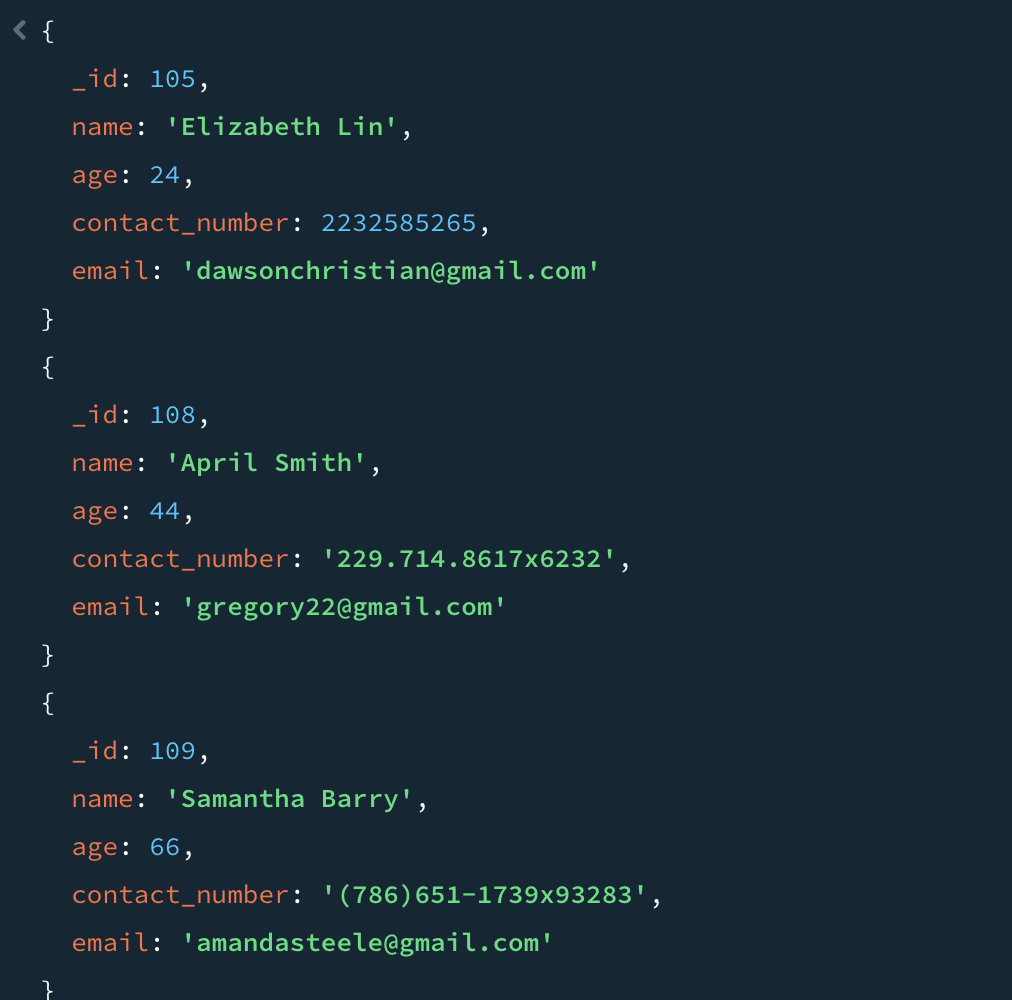 {
_id: 105,
name: 'Elizabeth Lin',
age: 24,
contact_number: 2232585265,
email: 'dawsonchristian@gmail.com'
}
{
_id: 108,
name: 'April Smith',
age: 44,
contact_number: '229.714.8617x6232',
email: 'gregory22@gmail.com'
}
{
_id: 109,
name: 'Samantha Barry',
age: 66,
contact_number: '(786)651-1739x93283',
email: 'amandasteele@gmail.com'
}